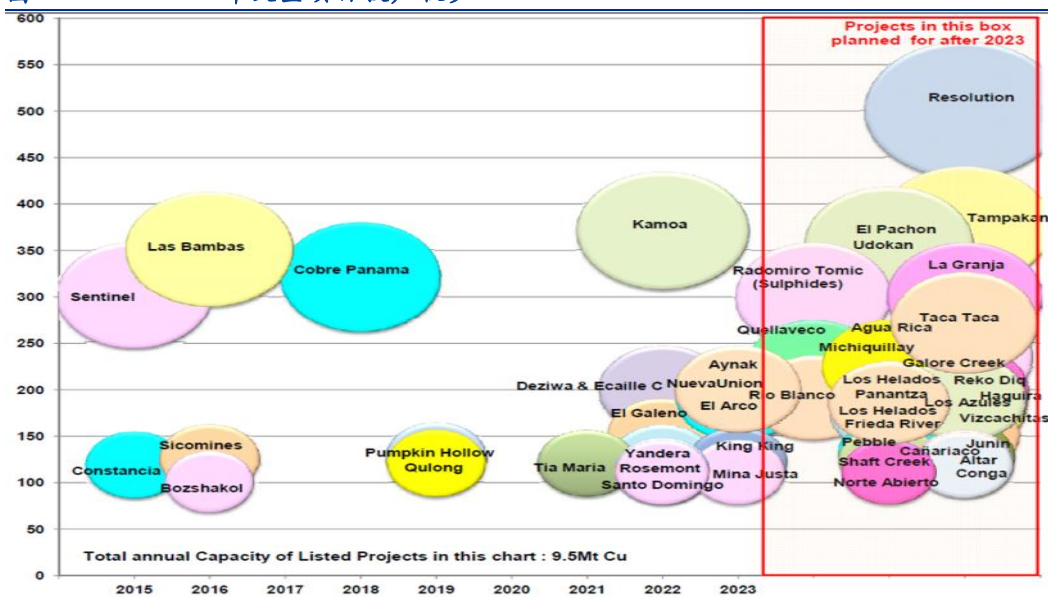 600
Projects in this box
planned for after 2023
550
500
450
400
350
300
250
200
150
100
50
0
Resolution
Tampakan
Kamoa
El Pachon
Udokan
Las Bambas
Cobre Panama
Sentinel
Radomiro Tomic
(Sulphides)
La Granja
Taca Taca
Quellaveco
Agua Rica
Michiquillay
Galore Creek
Aynak
Deziwa & Ecaille C
NuevaUnion
Rio Blanco
Los Helados
Reko Diq
Panantza
Haquira
El Galeno
El Arco
Los Helados
Los Azules
Frieda River
Vizcachitas
Sicomines
Pumpkin Hollow
King King
Pebble
Junin
Cañariaco
Constancia
Qulong
Tia Maria
Yandera
Shaft Creek
Altar
Rosemont
Mina Justa
Conga
Bozshakol
Santo Domingo
Norte Abierto
Total annual Capacity of Listed Projects in this chart : 9.5Mt Cu
2015 2016 2017 2018 2019 2020 2021 2022 2023